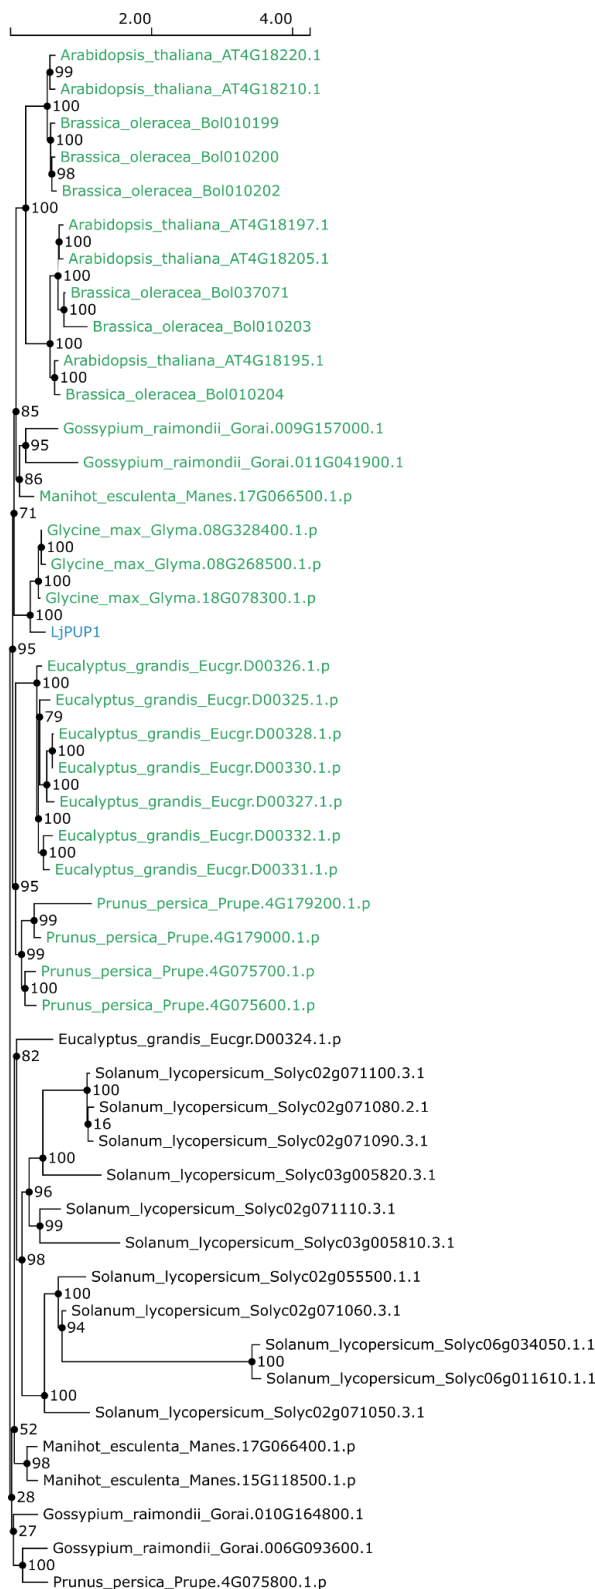 2.00 4.00
Arabidopsis_thaliana_AT4G18220.1
99
Arabidopsis_thaliana_AT4G18210.1
100
Brassica_oleracea_Bol010199
100
Brassica_oleracea_Bol010200
98
Brassica_oleracea_Bol010202
100
Arabidopsis_thaliana_AT4G18197.1
100
Arabidopsis_thaliana_AT4G18205.1
100
Brassica_oleracea_Bol037071
100
Brassica_oleracea_Bol010203
100
Arabidopsis_thaliana_AT4G18195.1
100
Brassica_oleracea_Bol010204
85
Gossypium_raimondii_Gorai.009G157000.1
95
Gossypium_raimondii_Gorai.011G041900.1
86
Manihot_esculenta_Manes.17G066500.1.p
71
Glycine_max_Glyma.08G328400.1.p
100
Glycine_max_Glyma.08G268500.1.p
100
Glycine_max_Glyma.18G078300.1.p
100
LjPUP1
95
Eucalyptus_grandis_Eucgr.D00326.1.p
100
Eucalyptus_grandis_Eucgr.D00325.1.p
79
Eucalyptus_grandis_Eucgr.D00328.1.p
100
Eucalyptus_grandis_Eucgr.D00330.1.p
100
Eucalyptus_grandis_Eucgr.D00327.1.p
100
Eucalyptus_grandis_Eucgr.D00332.1.p
100
Eucalyptus_grandis_Eucgr.D00331.1.p
95
Prunus_persica_Prupe.4G179200.1.p
99
Prunus_persica_Prupe.4G179000.1.p
99
Prunus_persica_Prupe.4G075700.1.p
100
Prunus_persica_Prupe.4G075600.1.p
Eucalyptus_grandis_Eucgr.D00324.1.p
82
Solanum_lycopersicum_Solyc02g071100.3.1
100
Solanum_lycopersicum_Solyc02g071080.2.1
16
Solanum_lycopersicum_Solyc02g071090.3.1
100
Solanum_lycopersicum_Solyc03g005820.3.1
96
Solanum_lycopersicum_Solyc02g071110.3.1
99
Solanum_lycopersicum_Solyc03g005810.3.1
98
Solanum_lycopersicum_Solyc02g055500.1.1
100
Solanum_lycopersicum_Solyc02g071060.3.1
94
Solanum_lycopersicum_Solyc06g034050.1.1
100
Solanum_lycopersicum_Solyc06g011610.1.1
100
Solanum_lycopersicum_Solyc02g071050.3.1
52
Manihot_esculenta_Manes.17G066400.1.p
98
Manihot_esculenta_Manes.15G118500.1.p
28
Gossypium_raimondii_Gorai.010G164800.1
27
Gossypium_raimondii_Gorai.006G093600.1
100
Prunus_persica_Prupe.4G075800.1.p